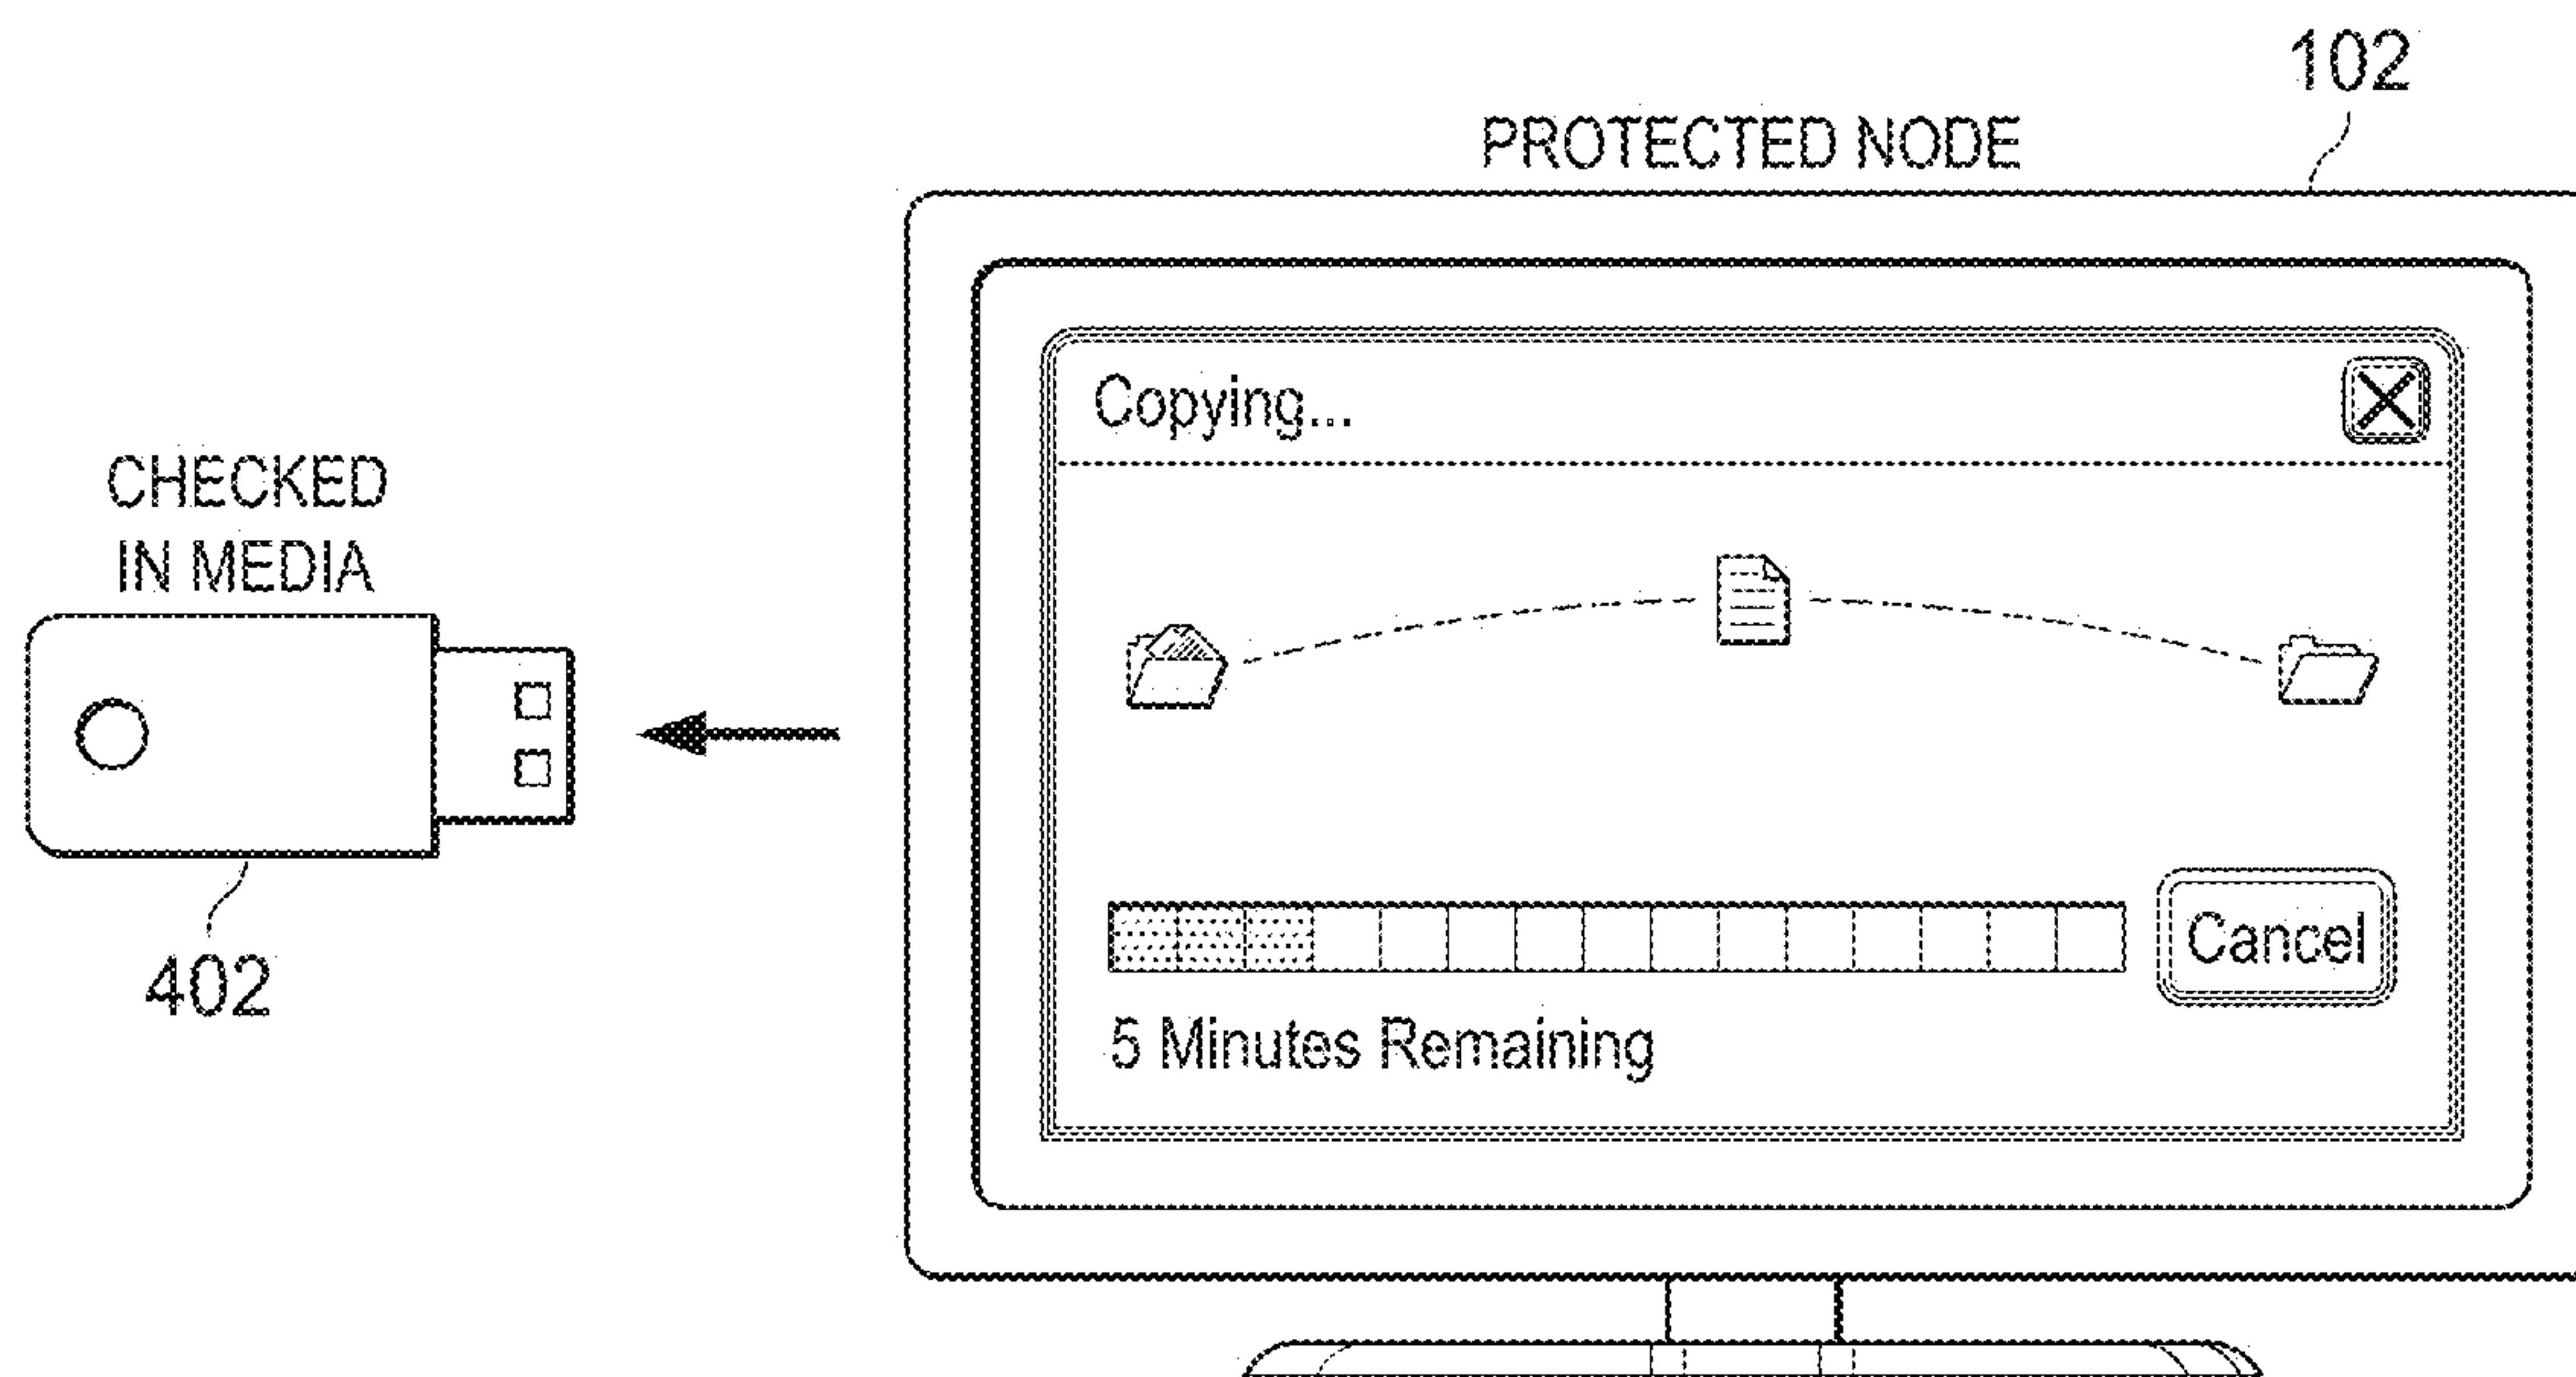 102
PROTECTED NODE
Copying...
CHECKED
IN MEDIA
Cancel
402
5 Minutes Remaining